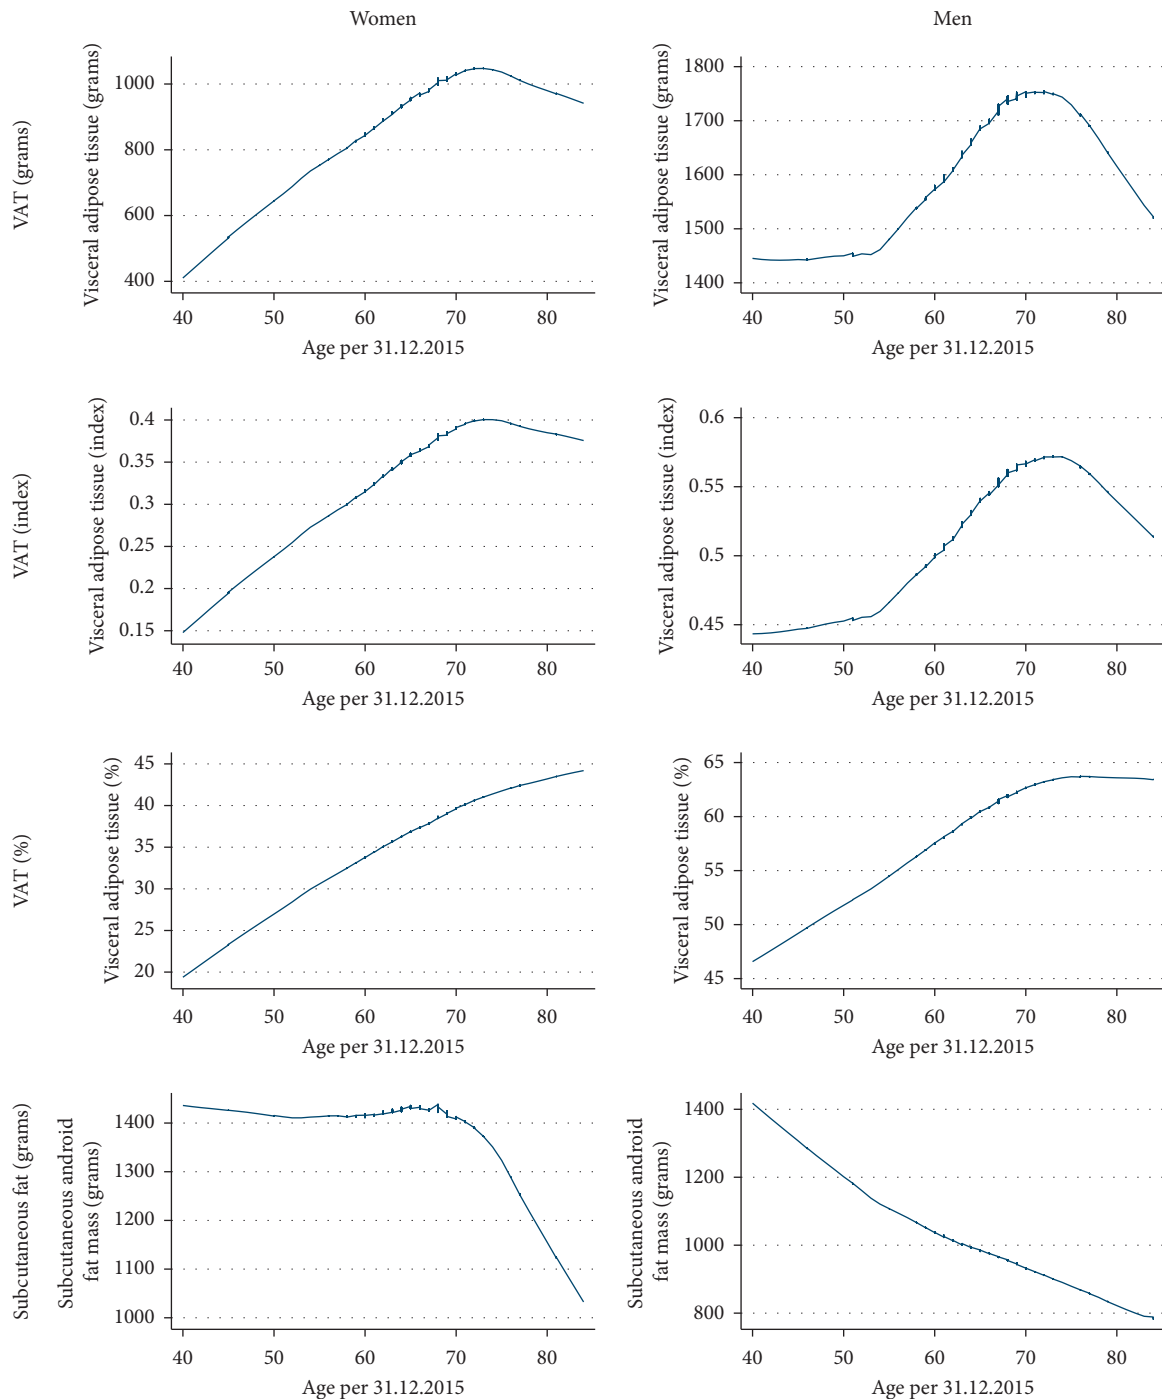 Women
Men
VAT (grams)
Visceral adipose tissue (grams)
1000
800
600
400
40 50 60 70 80
Age per 31.12.2015
Visceral adipose tissue (grams)
1800
1700
1600
1500
1400
40 50 60 70 80
Age per 31.12.2015
VAT (index)
Visceral adipose tissue (index)
0.4
0.35
0.3
0.25
0.2
0.15
40 50 60 70 80
Age per 31.12.2015
Visceral adipose tissue (index)
0.6
0.55
0.5
0.45
40 50 60 70 80
Age per 31.12.2015
VAT (%)
Visceral adipose tissue (%)
45
40
35
30
25
20
40 50 60 70 80
Age per 31.12.2015
Visceral adipose tissue (%)
65
60
55
50
45
40 50 60 70 80
Age per 31.12.2015
Subcutaneous fat (grams)
Subcutaneous android
fat mass (grams)
1400
1300
1200
1100
1000
40 50 60 70 80
Age per 31.12.2015
Subcutaneous android
fat mass (grams)
1400
1200
1000
800
40 50 60 70 80
Age per 31.12.2015